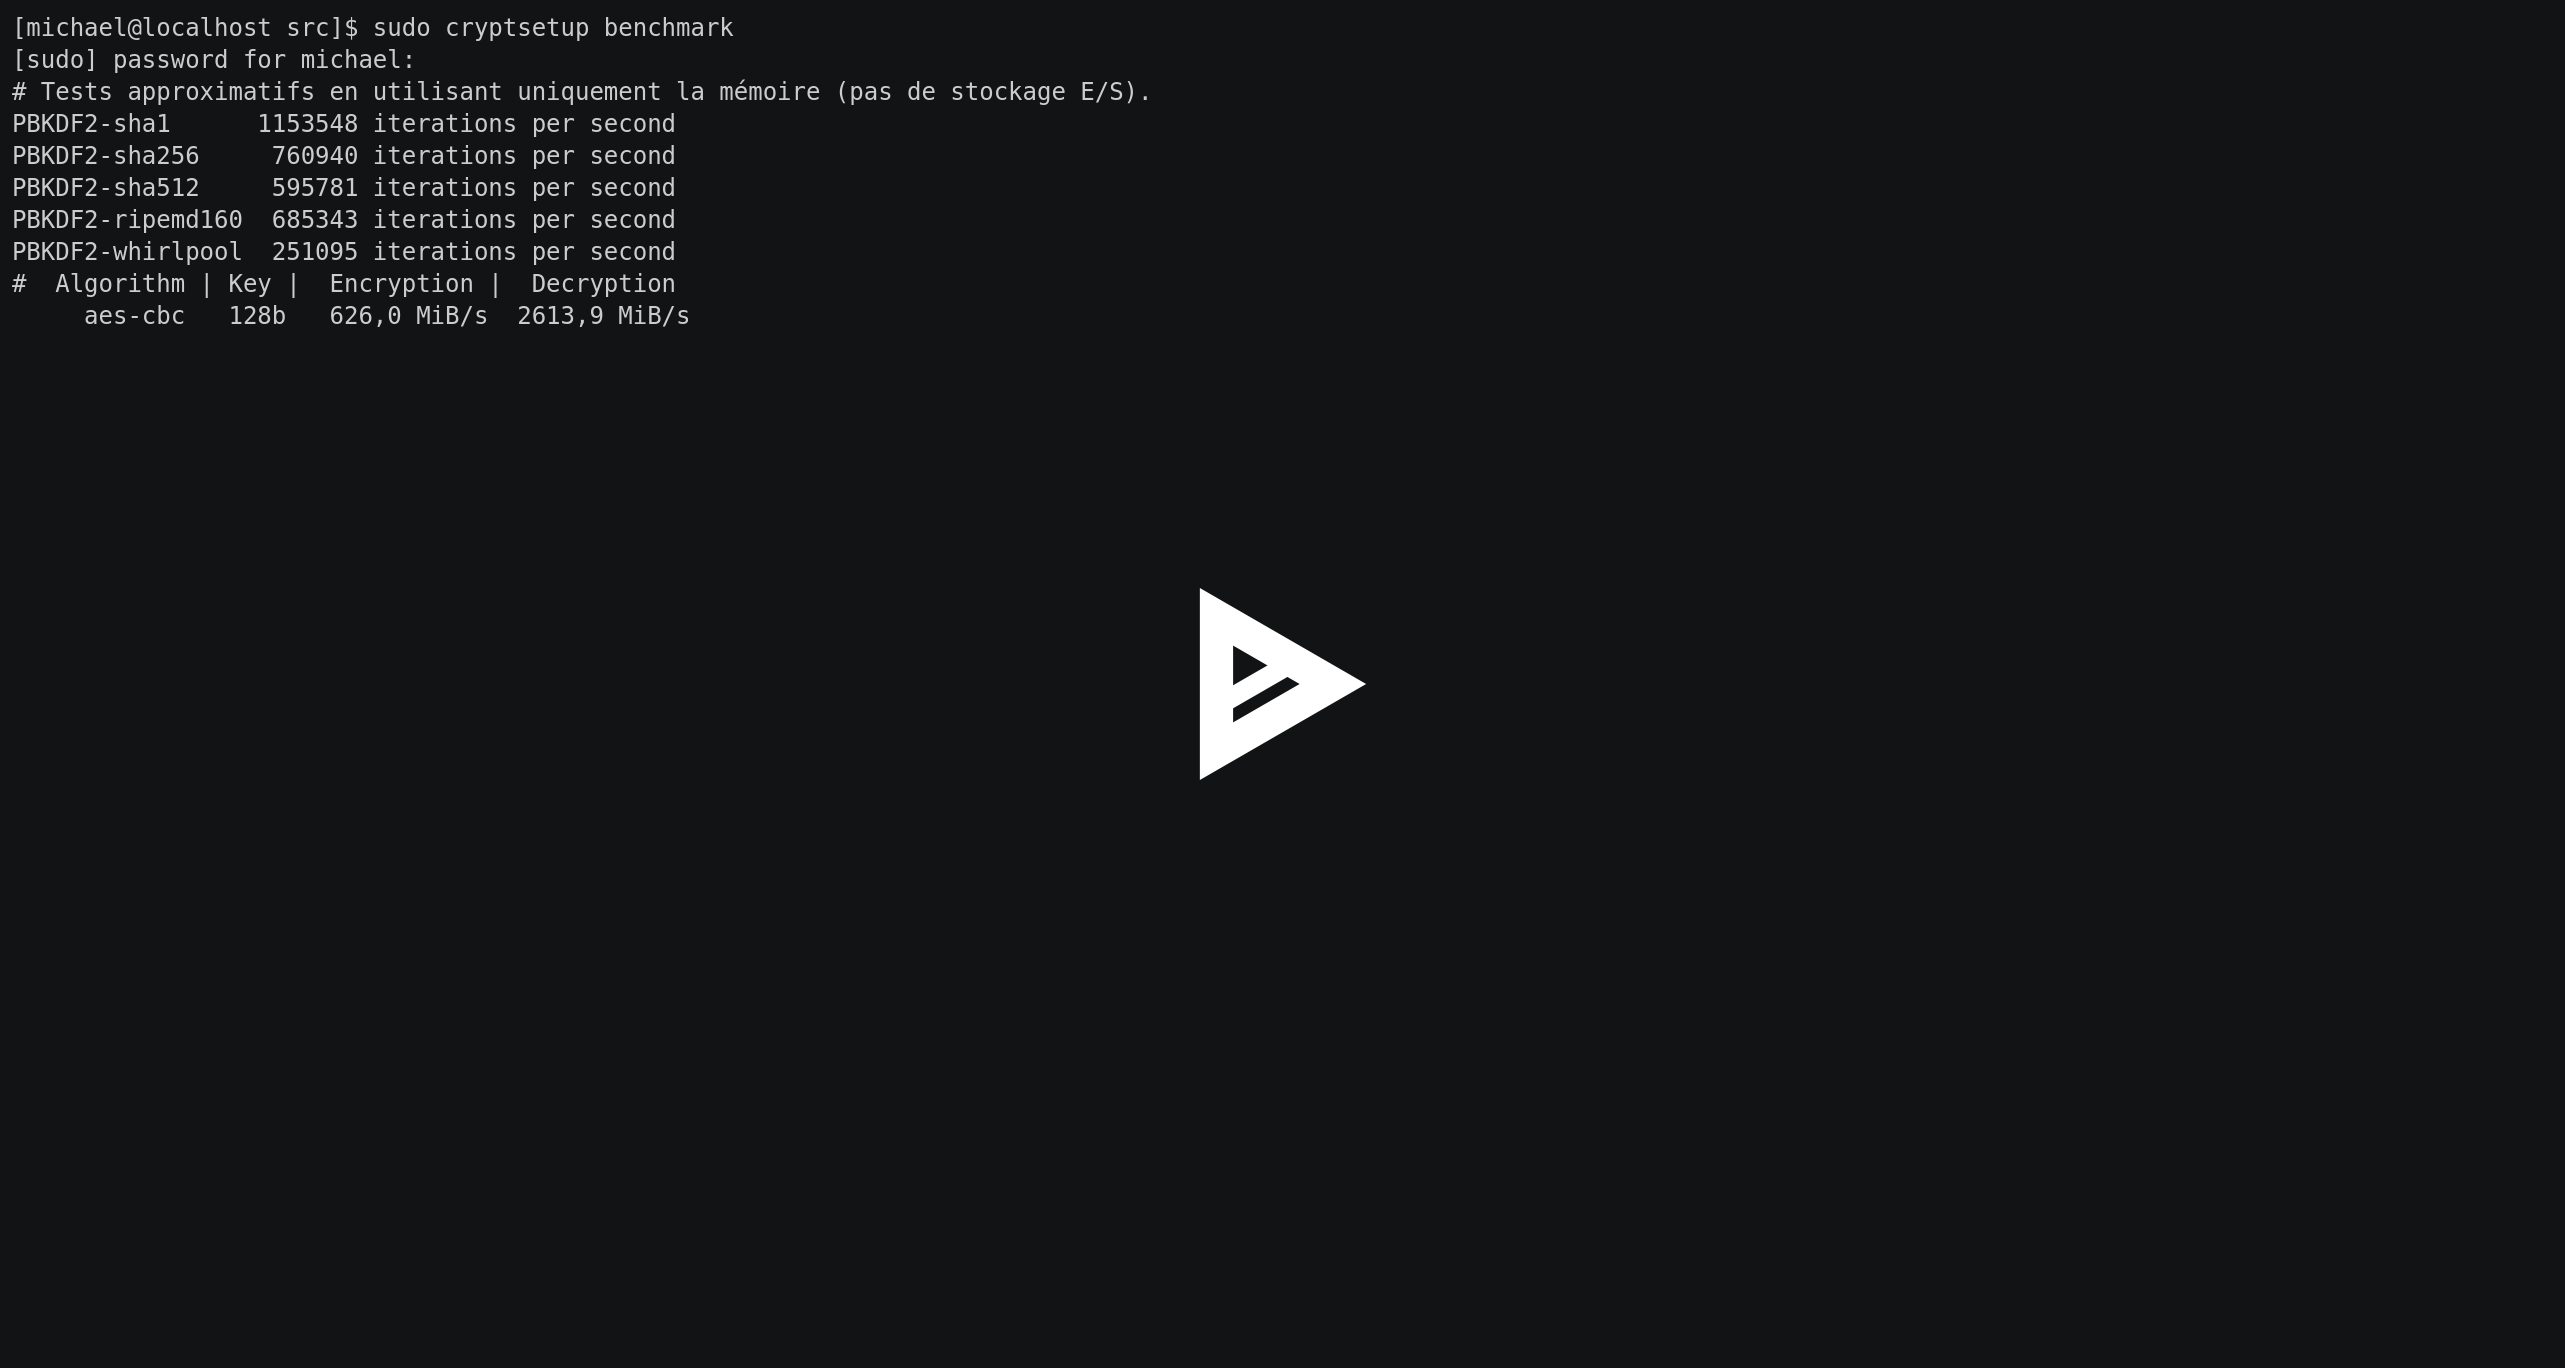 [michael@localhost src]$ sudo cryptsetup benchmark
[sudo] password for michael:
# Tests approximatifs en utilisant uniquement la mémoire (pas de stockage E/S).
PBKDF2-sha1      1153548 iterations per second
PBKDF2-sha256     760940 iterations per second
PBKDF2-sha512     595781 iterations per second
PBKDF2-ripemd160  685343 iterations per second
PBKDF2-whirlpool  251095 iterations per second
#  Algorithm | Key |  Encryption |  Decryption
     aes-cbc   128b   626,0 MiB/s  2613,9 MiB/s